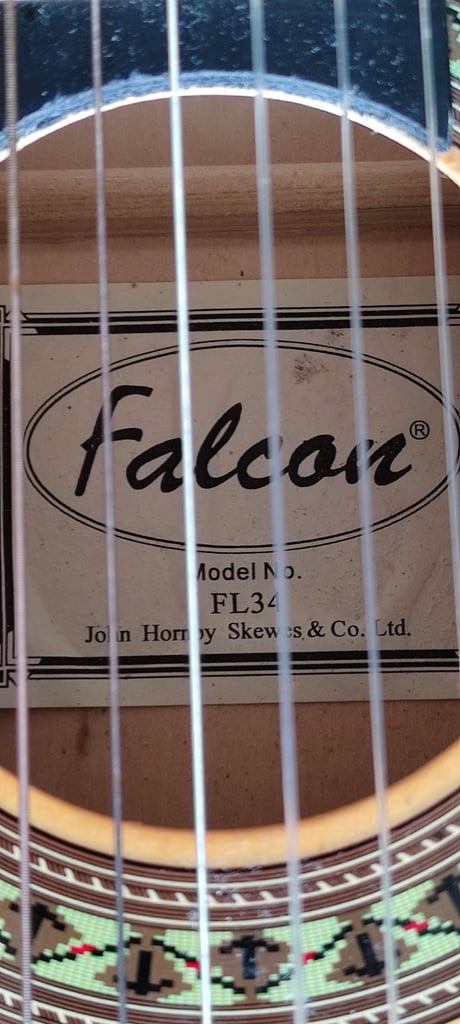 Falcon®
Model No.
FL34
John Hornby Skewes & Co. Ltd.